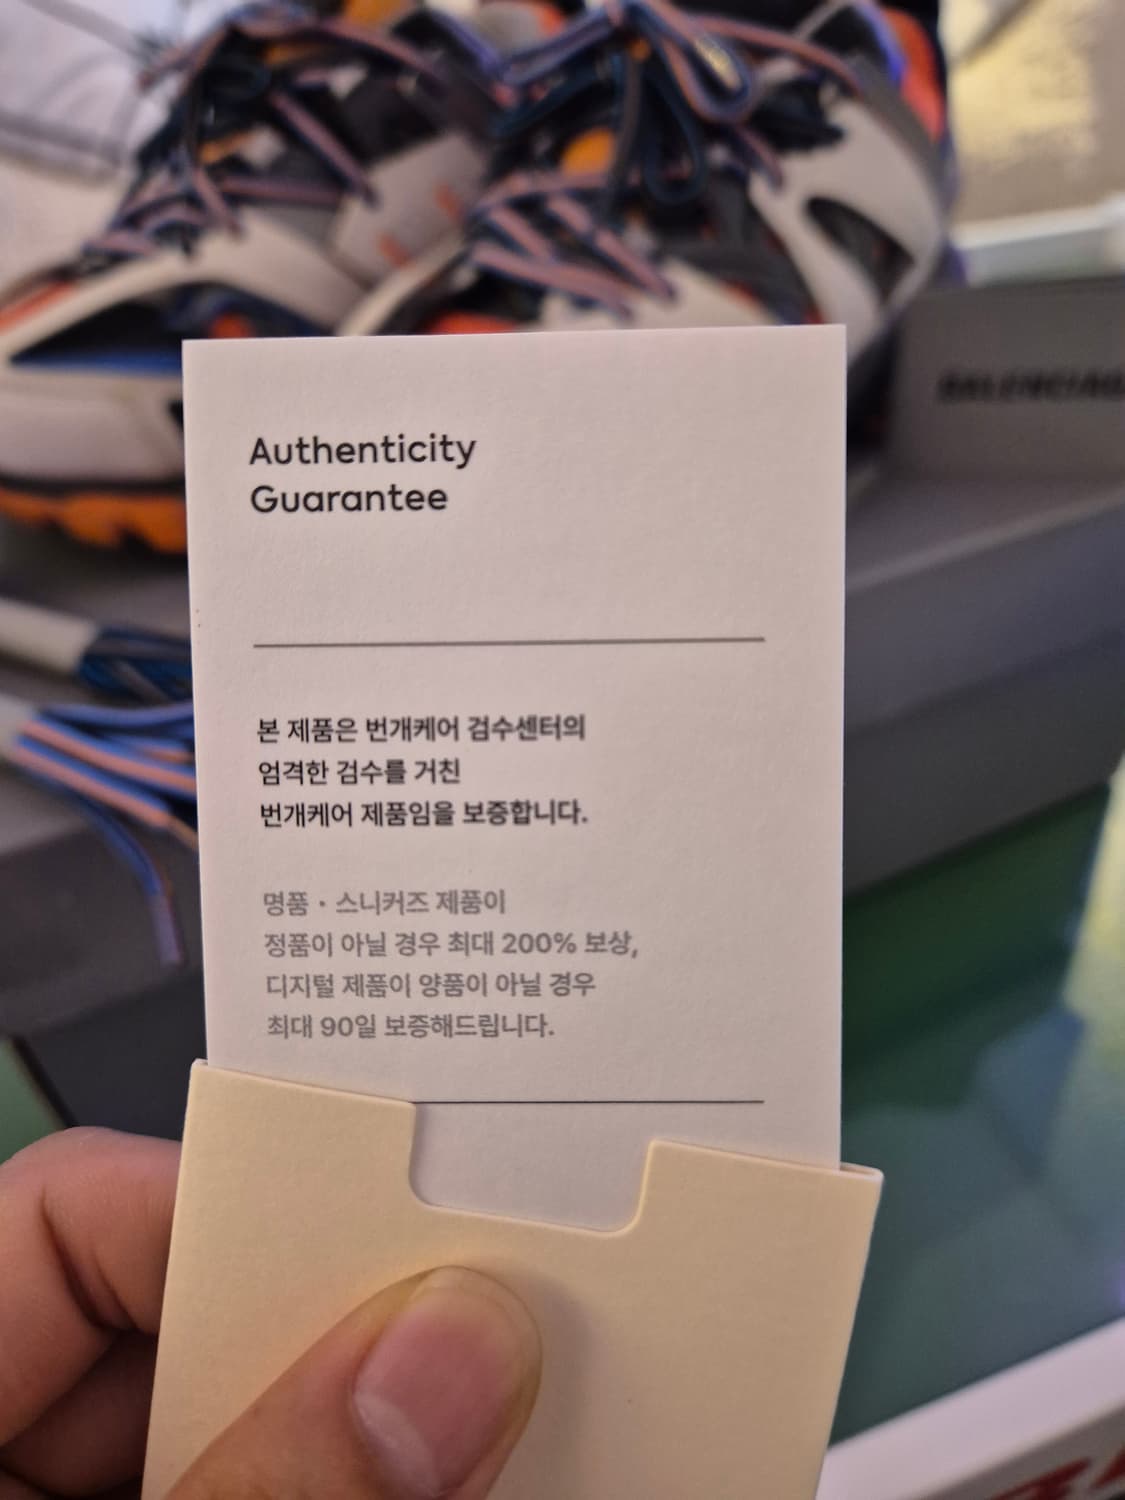 Authenticity
Guarantee
본 제품은 번개케어 검수센터의
엄격한 검수를 거친
번개케어 제품임을 보증합니다.
명품 · 스니커즈 제품이
정품이 아닐 경우 최대 200% 보상,
디지털 제품이 양품이 아닐 경우
최대 90일 보증해드립니다.